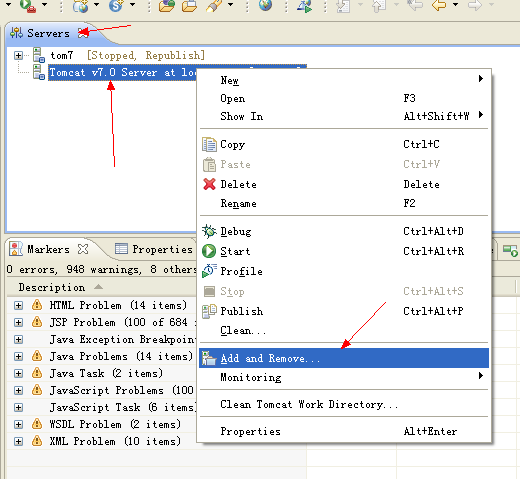 Servers
tom7 [Stopped, Republish]
Tomcat v7.0 Server at
New
Open F3
Show In Alt+Shift+W
Copy Ctrl+C
Paste Ctrl+V
Delete Delete
Rename F2
Debug Ctrl+Alt+D
Start Ctrl+Alt+R
Profile
Stop Ctrl+Alt+S
Publish Ctrl+Alt+P
Clean...
Add and Remove...
Monitoring
Clean Tomcat Work Directory...
Properties Alt+Enter
Markers Properties
0 errors, 948 warnings, 8 others
Description
HTML Problem (14 items)
JSP Problem (100 of 684
Java Exception Breakpoin
Java Problems (14 items)
Java Task (2 items)
JavaScript Problems (100
JavaScript Task (6 items)
WSDL Problem (2 items)
XML Problem (10 items)